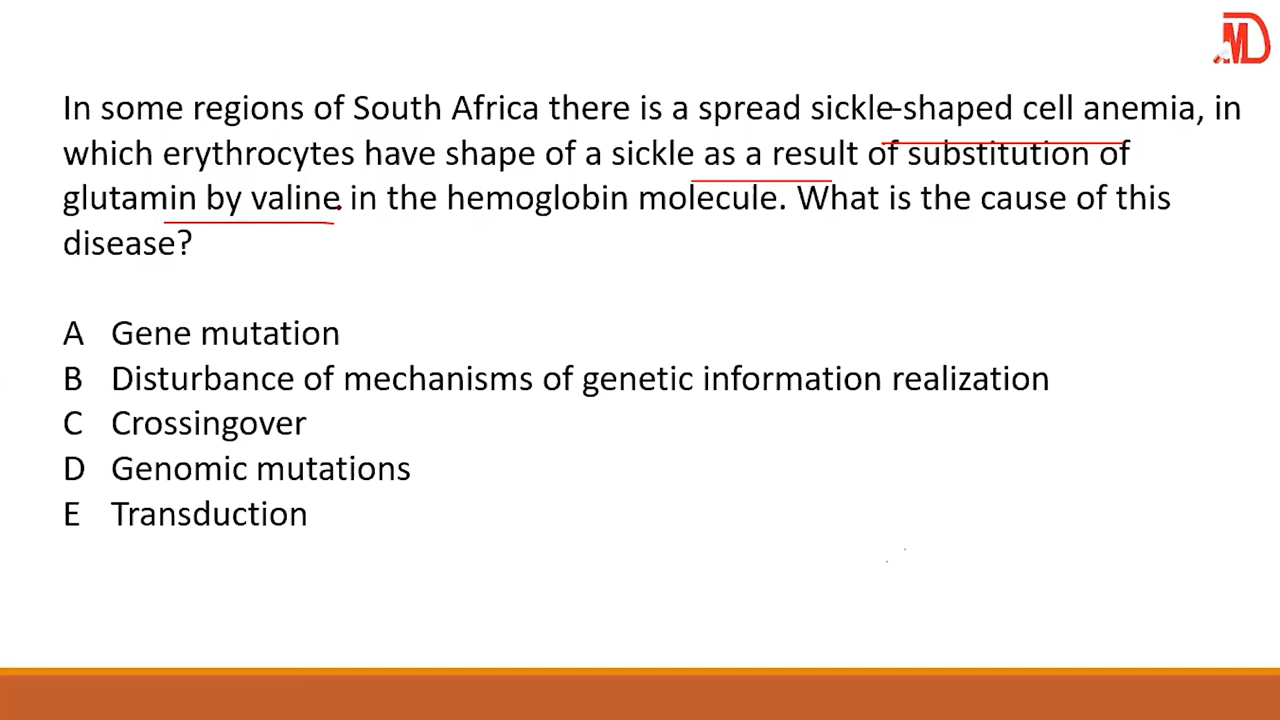 MD
In some regions of South Africa there is a spread sickle-shaped cell anemia, in
which erythrocytes have shape of a sickle as a result of substitution of
glutamin by valine in the hemoglobin molecule. What is the cause of this
disease?
A Gene mutation
B Disturbance of mechanisms of genetic information realization
C Crossingover
D Genomic mutations
E Transduction